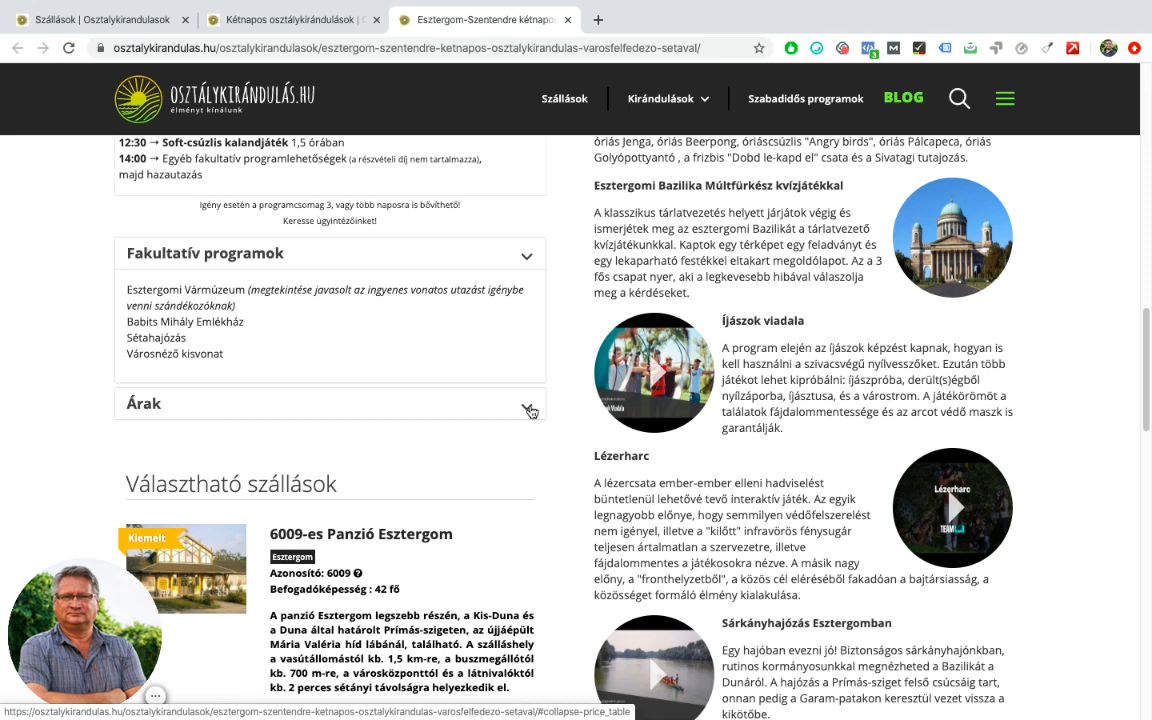 Szállások | Osztalykirandulasok
Kétnapos osztálykirándulások |
Esztergom-Szentendre kétnapos
osztalykirandulas.hu/osztalykirandulasok/esztergom-szentendre-ketnapos-osztalykirandulas-varosfelfedezo-setaval/
OSZTÁLYKIRÁNDULÁS.HU
élményt kínálunk
Szállások
Kirándulások
Szabadidős programok
BLOG
12:30 → Soft-csúzlis kalandjáték 1,5 órában
14:00 → Egyéb fakultatív programlehetőségek (a részvételi díj nem tartalmazza),
majd hazautazás
Igény esetén a programcsomag 3, vagy több naposra is bővíthető!
Keresse ügyintézőinket!
Fakultatív programok
Esztergomi Vármúzeum (megtekintése javasolt az ingyenes vonatos utazást igénybe
venni szándékozóknak)
Babits Mihály Emlékház
Sétahajózás
Városnéző kisvonat
Árak
Választható szállások
Kiemelt
6009-es Panzió Esztergom
Esztergom
Azonosító: 6009
Befogadóképesség : 42 fő
A panzió Esztergom legszebb részén, a Kis-Duna és
a Duna által határolt Prímás-szigeten, az újjáépült
Mária Valéria híd lábánál, található. A szálláshely
a vasútállomástól kb. 1,5 km-re, a buszmegállótól
kb. 700 m-re, a városközponttól és a látnivalóktól
kb. 2 perces sétányi távolságra helyezkedik el.
óriás Jenga, óriás Beerpong, óriáscsúzlis "Angry birds", óriás Pálcapeca, óriás
Golyópottyantó , a frizbis "Dobd le-kapd el" csata és a Sivatagi tutajozás.
Esztergomi Bazilika Múltfürkész kvízjátékkal
A klasszikus tárlatvezetés helyett járjátok végig és
ismerjétek meg az esztergomi Bazilikát a tárlatvezető
kvízjátékunkkal. Kaptok egy térképet egy feladványt és
egy lekaparható festékkel eltakart megoldólapot. Az a 3
fős csapat nyer, aki a legkevesebb hibával válaszolja
meg a kérdéseket.
Íjászok viadala
A program elején az íjászok képzést kapnak, hogyan is
kell használni a szivacsvégű nyílvesszőket. Ezután több
játékot lehet kipróbálni: íjászpróba, derült(s)égből
nyílzáporba, íjásztusa, és a várostrom. A játékörömöt a
találatok fájdalommentessége és az arcot védő maszk is
garantálják.
Lézerharc
A lézercsata ember-ember elleni hadviselést
büntetlenül lehetővé tevő interaktív játék. Az egyik
legnagyobb előnye, hogy semmilyen védőfelszerelést
nem igényel, illetve a "kilőtt" infravörös fénysugár
teljesen ártalmatlan a szervezetre, illetve
fájdalommentes a játékosokra nézve. A másik nagy
előny, a "fronthelyzetből", a közös cél eléréséből fakadóan a bajtársiasság, a
közösséget formáló élmény kialakulása.
Lézerharc
TEAM
Sárkányhajózás Esztergomban
Egy hajóban evezni jó! Biztonságos sárkányhajónkban,
rutinos kormányosunkkal megnézheted a Bazilikát a
Dunáról. A hajózás a Prímás-sziget felső csúcsáig tart,
onnan pedig a Garam-patakon keresztül vezet vissza a
kikötőbe.
https://osztalykirandulas.hu/osztalykirandulasok/esztergom-szentendre-ketnapos-osztalykirandulas-varosfelfedezo-setaval/#collapse-price_table